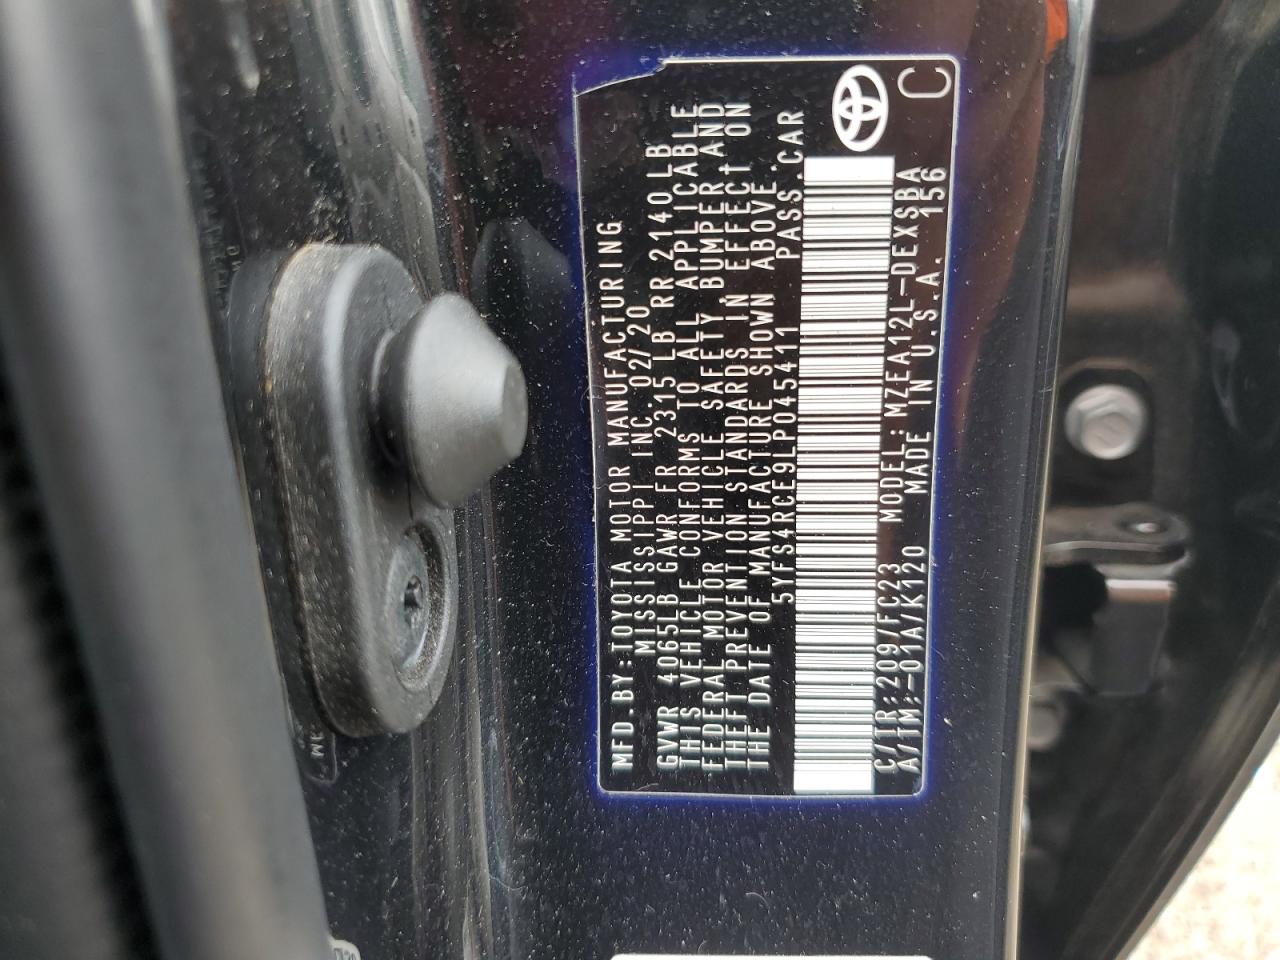 MFD.BY:TOYOTA MOTOR MANUFACTURING
MISSISSIPPI INC. 02/20
GVWR 4065LB GAWR FR 2315LB RR 2140LB
THIS VEHICLE CONFORMS TO ALL APPLICABLE
FEDERAL MOTOR VEHICLE SAFETY, BUMPER, AND
THEFT PREVENTION STANDARDS IN EFFECT ON
THE DATE OF MANUFACTURE SHOWN ABOVE.
5YFS4RCE9LP045411 PASS.CAR
C/TR:209/FC23 MODEL:MZEA12L-DEXSBA
A/TM:-01A/K120 MADE IN U.S.A. 156
C